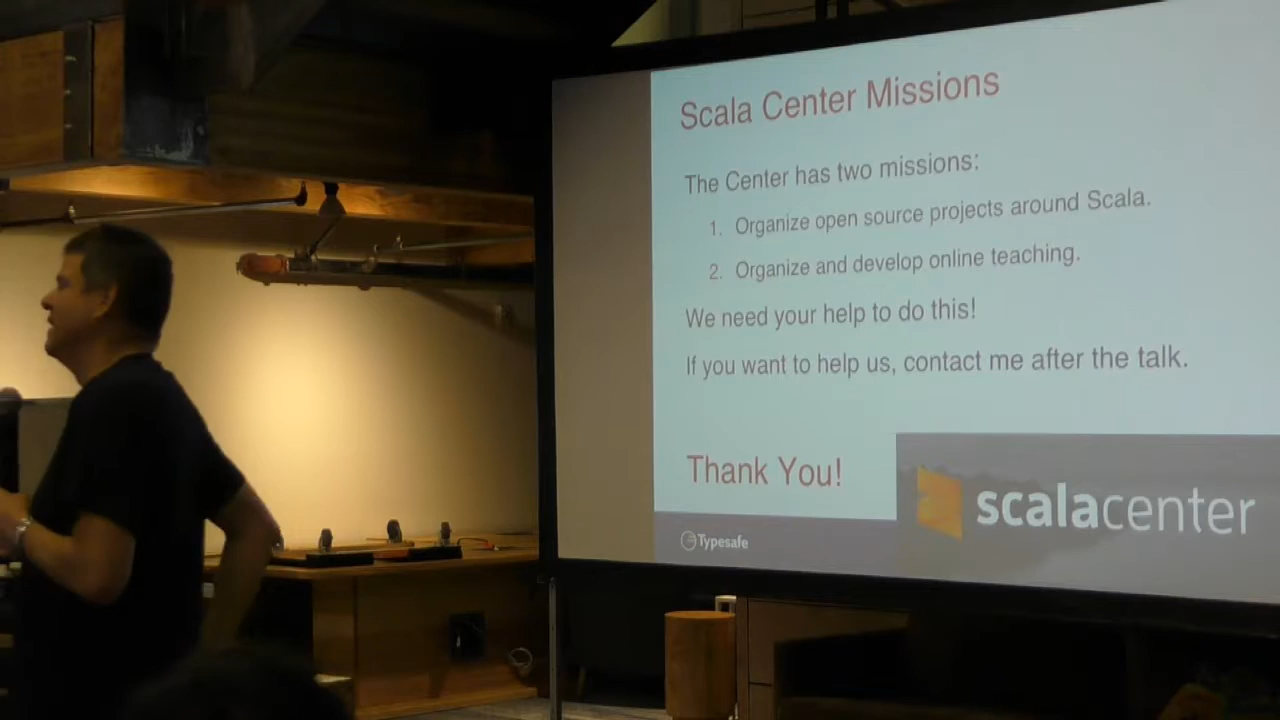 Scala Center Missions
The Center has two missions:
1. Organize open source projects around Scala.
2. Organize and develop online teaching.
We need your help to do this!
If you want to help us, contact me after the talk.
Thank You!
scalacenter
Typesafe